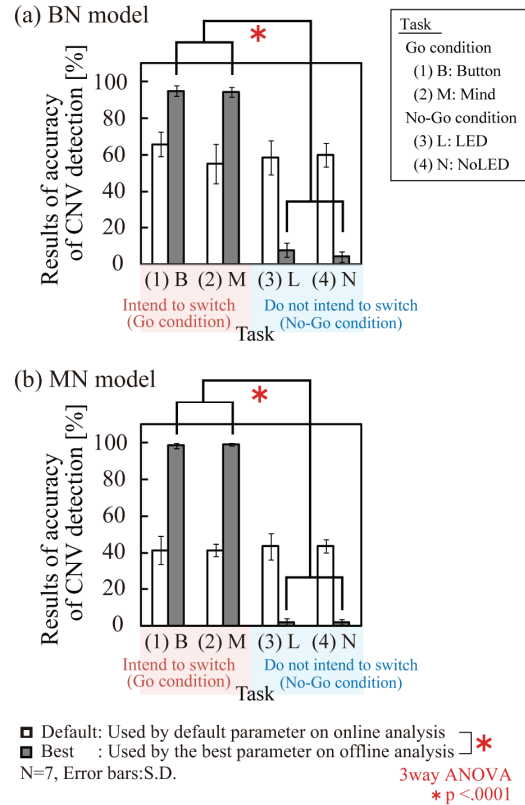 (a) BN model
*
Results of accuracy
of CNV detection [%]
100
80
60
40
20
0
(1) B (2) M (3) L (4) N
Intend to switch
(Go condition)
Do not intend to switch
(No-Go condition)
Task
Task
Go condition
(1) B: Button
(2) M: Mind
No-Go condition
(3) L: LED
(4) N: NoLED
(b) MN model
*
Results of accuracy
of CNV detection [%]
100
80
60
40
20
0
(1) B (2) M (3) L (4) N
Intend to switch
(Go condition)
Do not intend to switch
(No-Go condition)
Task
Default: Used by default parameter on online analysis
Best : Used by the best parameter on offline analysis
*
N=7, Error bars:S.D.
3way ANOVA
* p <.0001